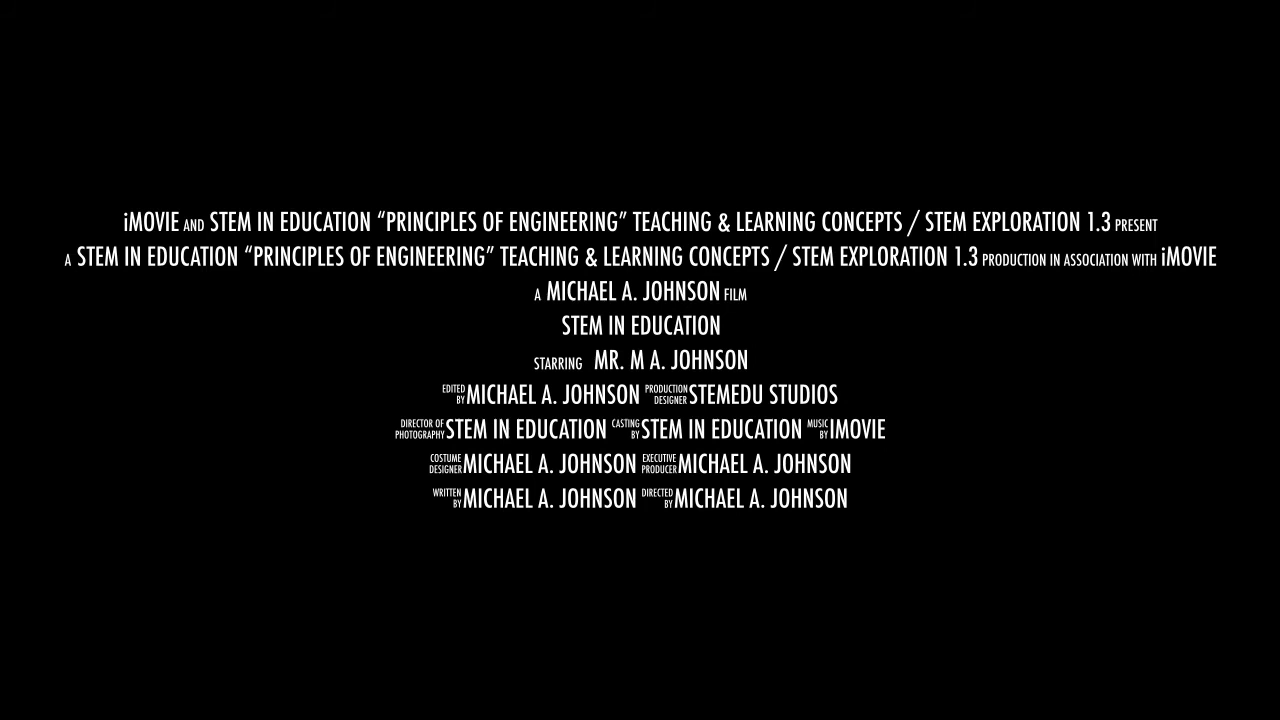 iMOVIE AND STEM IN EDUCATION “PRINCIPLES OF ENGINEERING” TEACHING & LEARNING CONCEPTS / STEM EXPLORATION 1.3 PRESENT
A STEM IN EDUCATION “PRINCIPLES OF ENGINEERING” TEACHING & LEARNING CONCEPTS / STEM EXPLORATION 1.3 PRODUCTION IN ASSOCIATION WITH iMOVIE
A MICHAEL A. JOHNSON FILM
STEM IN EDUCATION
STARRING MR. M A. JOHNSON
EDITED BY MICHAEL A. JOHNSON PRODUCTION DESIGNER STEMEDU STUDIOS
DIRECTOR OF PHOTOGRAPHY STEM IN EDUCATION CASTING BY STEM IN EDUCATION MUSIC BY IMOVIE
COSTUME DESIGNER MICHAEL A. JOHNSON EXECUTIVE PRODUCER MICHAEL A. JOHNSON
WRITTEN BY MICHAEL A. JOHNSON DIRECTED BY MICHAEL A. JOHNSON